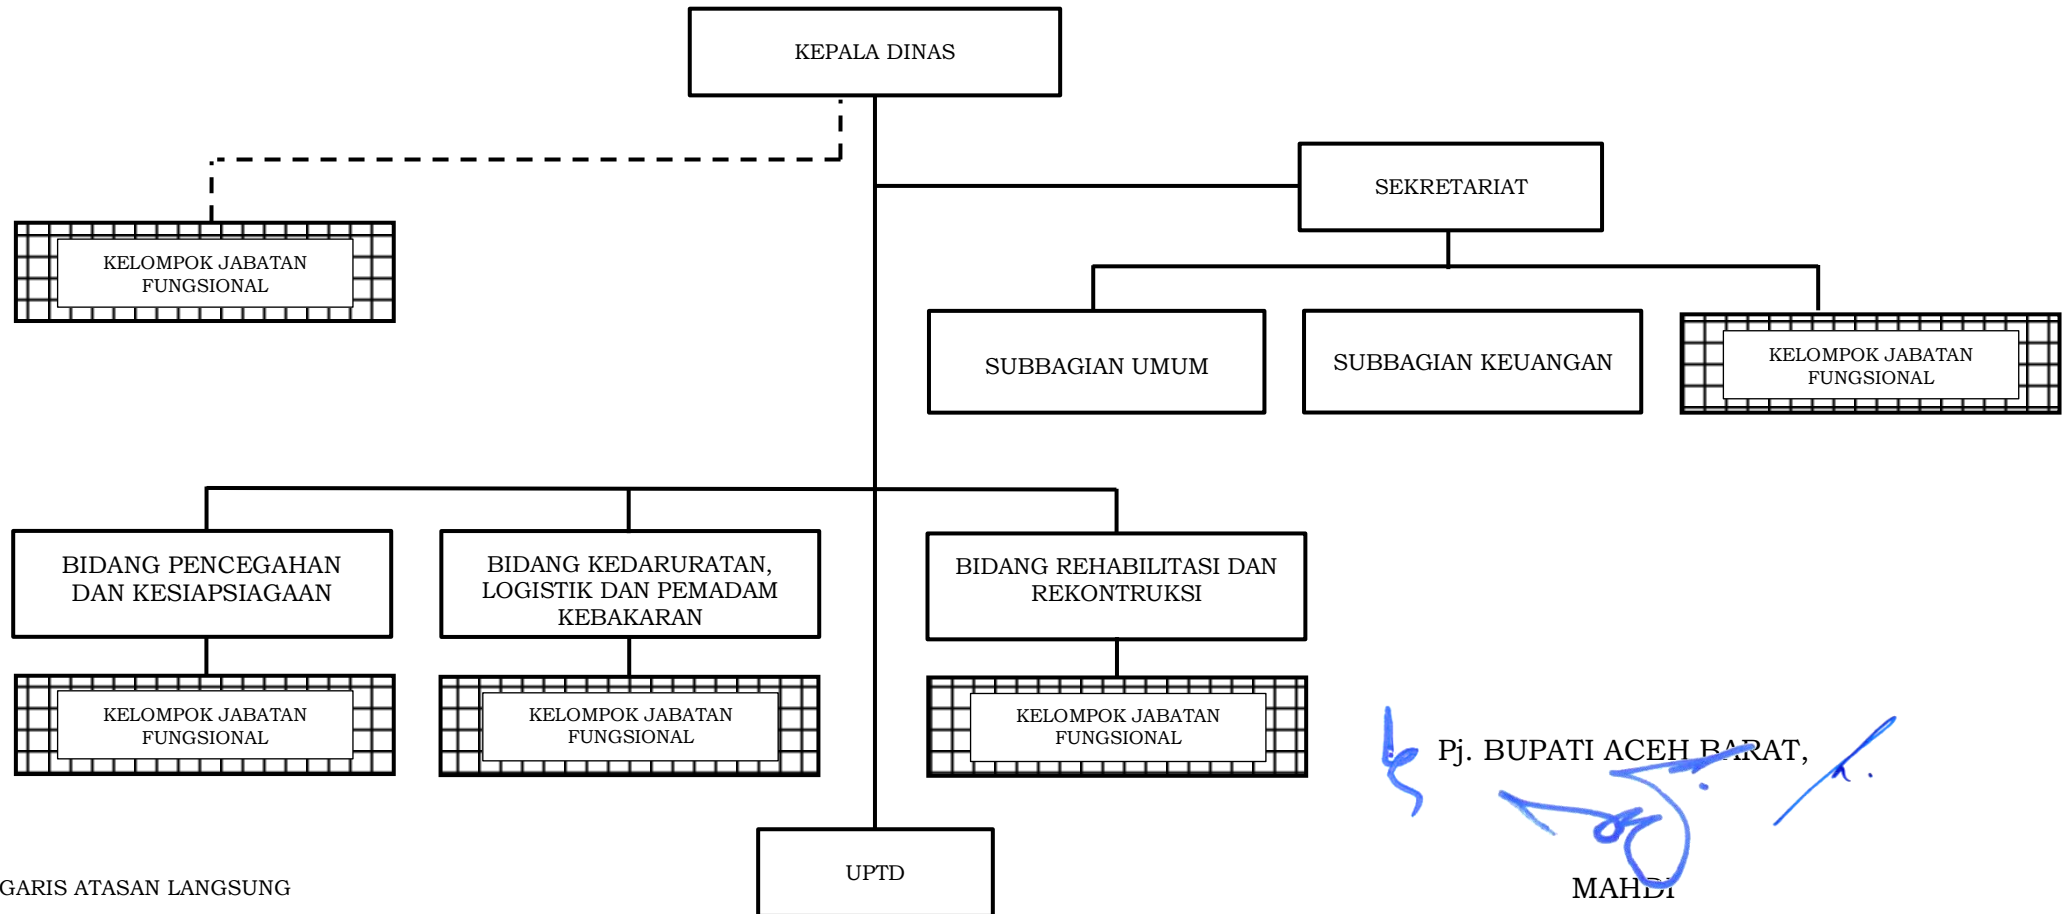 KEPALA DINAS
SEKRETARIAT
KELOMPOK JABATAN
FUNGSIONAL
SUBBAGIAN UMUM
SUBBAGIAN KEUANGAN
KELOMPOK JABATAN
FUNGSIONAL
BIDANG PENCEGAHAN
DAN KESIAPSIAGAAN
BIDANG KEDARURATAN,
LOGISTIK DAN PEMADAM
KEBAKARAN
BIDANG REHABILITASI DAN
REKONTRUKSI
KELOMPOK JABATAN
FUNGSIONAL
KELOMPOK JABATAN
FUNGSIONAL
KELOMPOK JABATAN
FUNGSIONAL
Pj. BUPATI ACEH BARAT,
UPTD
GARIS ATASAN LANGSUNG
MAHDI